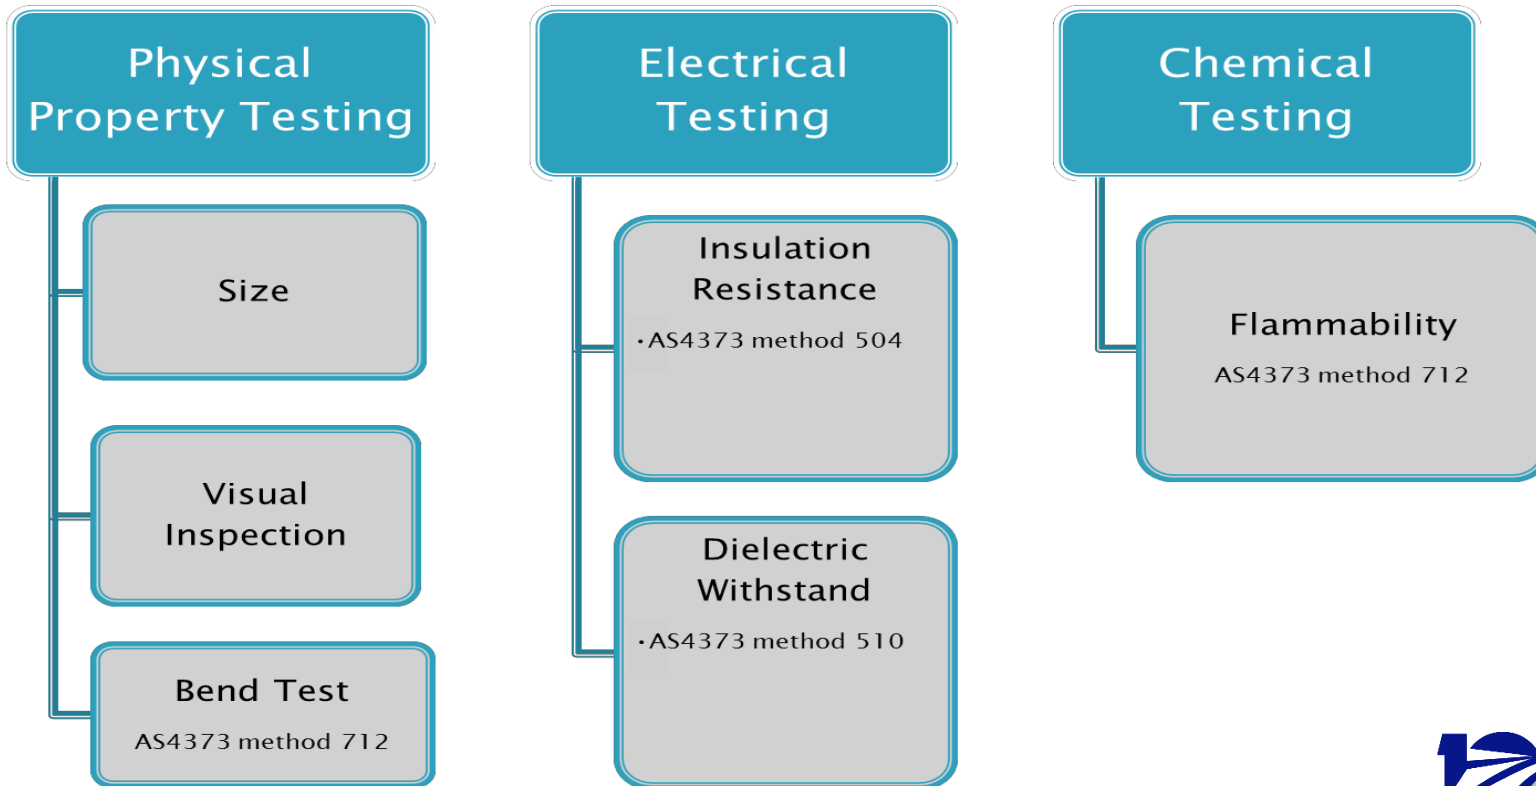 Physical
Property Testing
Size
Visual
Inspection
Bend Test
AS4373 method 712
Electrical
Testing
Insulation
Resistance
•AS4373 method 504
Dielectric
Withstand
•AS4373 method 510
Chemical
Testing
Flammability
AS4373 method 712